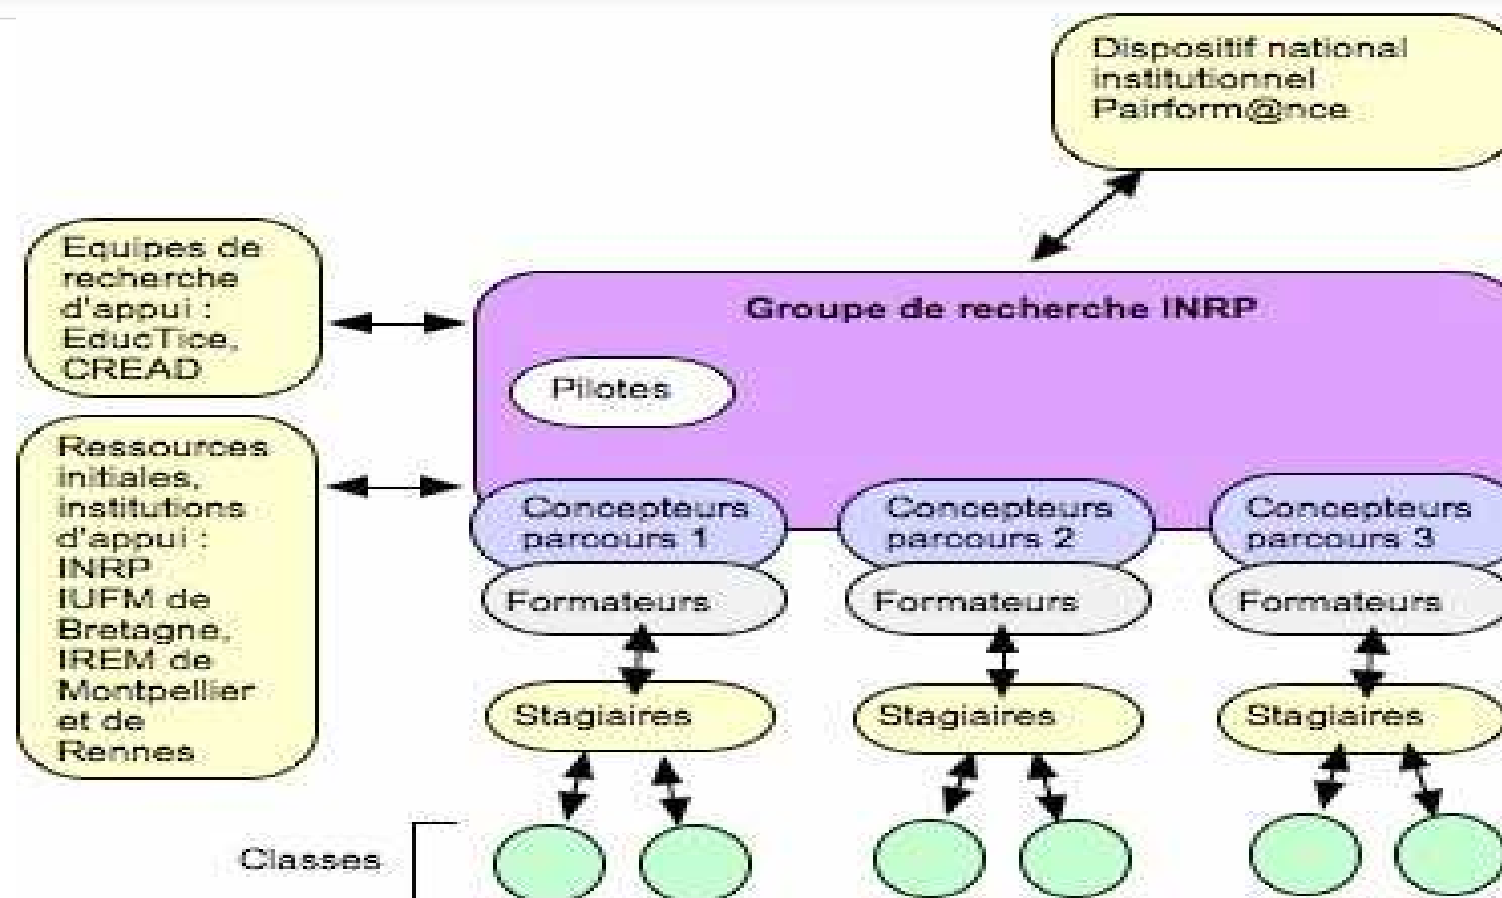 Dispositif national
institutionnel
Pairform@nce
Equipes de
recherche
d'appui :
EducTice,
CREAD
Groupe de recherche INRP
Pilotes
Ressources
initiales,
institutions
d'appui :
INRP
IUFM de
Bretagne,
IREM de
Montpellier
et de
Rennes
Concepteurs
parcours 1
Concepteurs
parcours 2
Concepteurs
parcours 3
Formateurs
Formateurs
Formateurs
Stagiaires
Stagiaires
Stagiaires
Classes